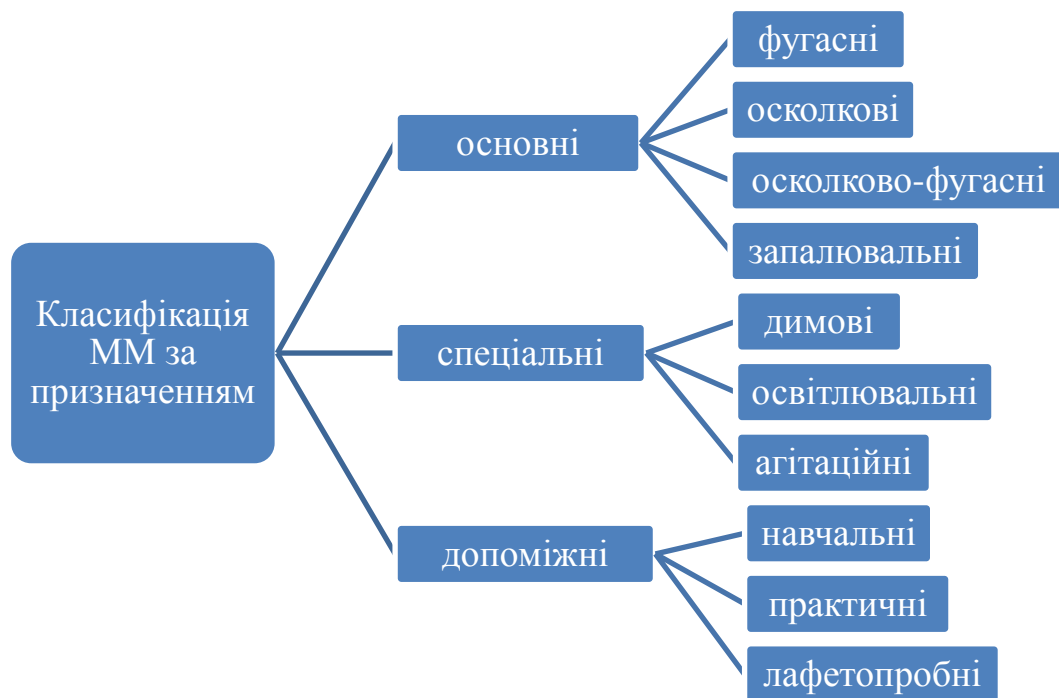 Класифікація
ММ за
призначенням
основні
фугасні
осколкові
осколково-фугасні
запалювальні
спеціальні
димові
освітлювальні
агітаційні
допоміжні
навчальні
практичні
лафетопробні